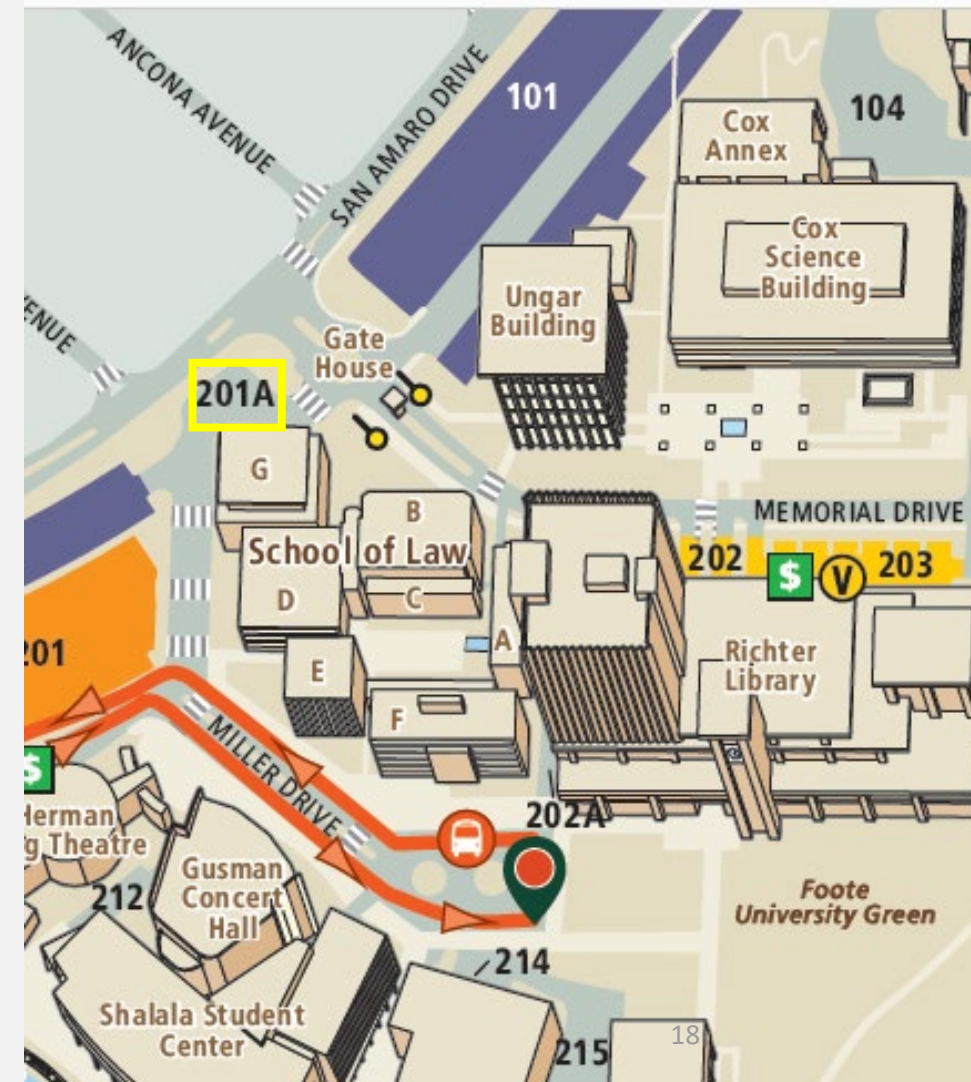 ANCONA AVENUE
SAN AMARO DRIVE
101
104
Cox
Annex
Cox
Science
Building
Ungar
Building
ENUE
Gate
House
201A
G
B
School of Law
D
C
MEMORIAL DRIVE
202
$
V
203
A
E
201
Richter
Library
F
MILLER DRIVE
$
Herman
g Theatre
202A
Gusman
Concert
Hall
212
Foote
University Green
214
Shalala Student
Center
18
215